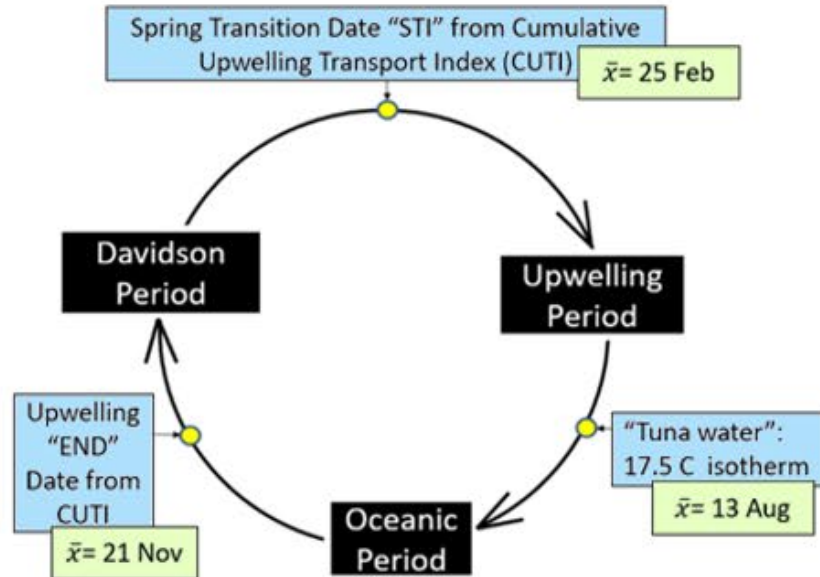 Spring Transition Date “STI” from Cumulative
Upwelling Transport Index (CUTI)
x̄= 25 Feb
Davidson
Period
Upwelling
Period
Upwelling
“END”
Date from
CUTI
x̄= 21 Nov
“Tuna water”:
17.5 C isotherm
x̄= 13 Aug
Oceanic
Period